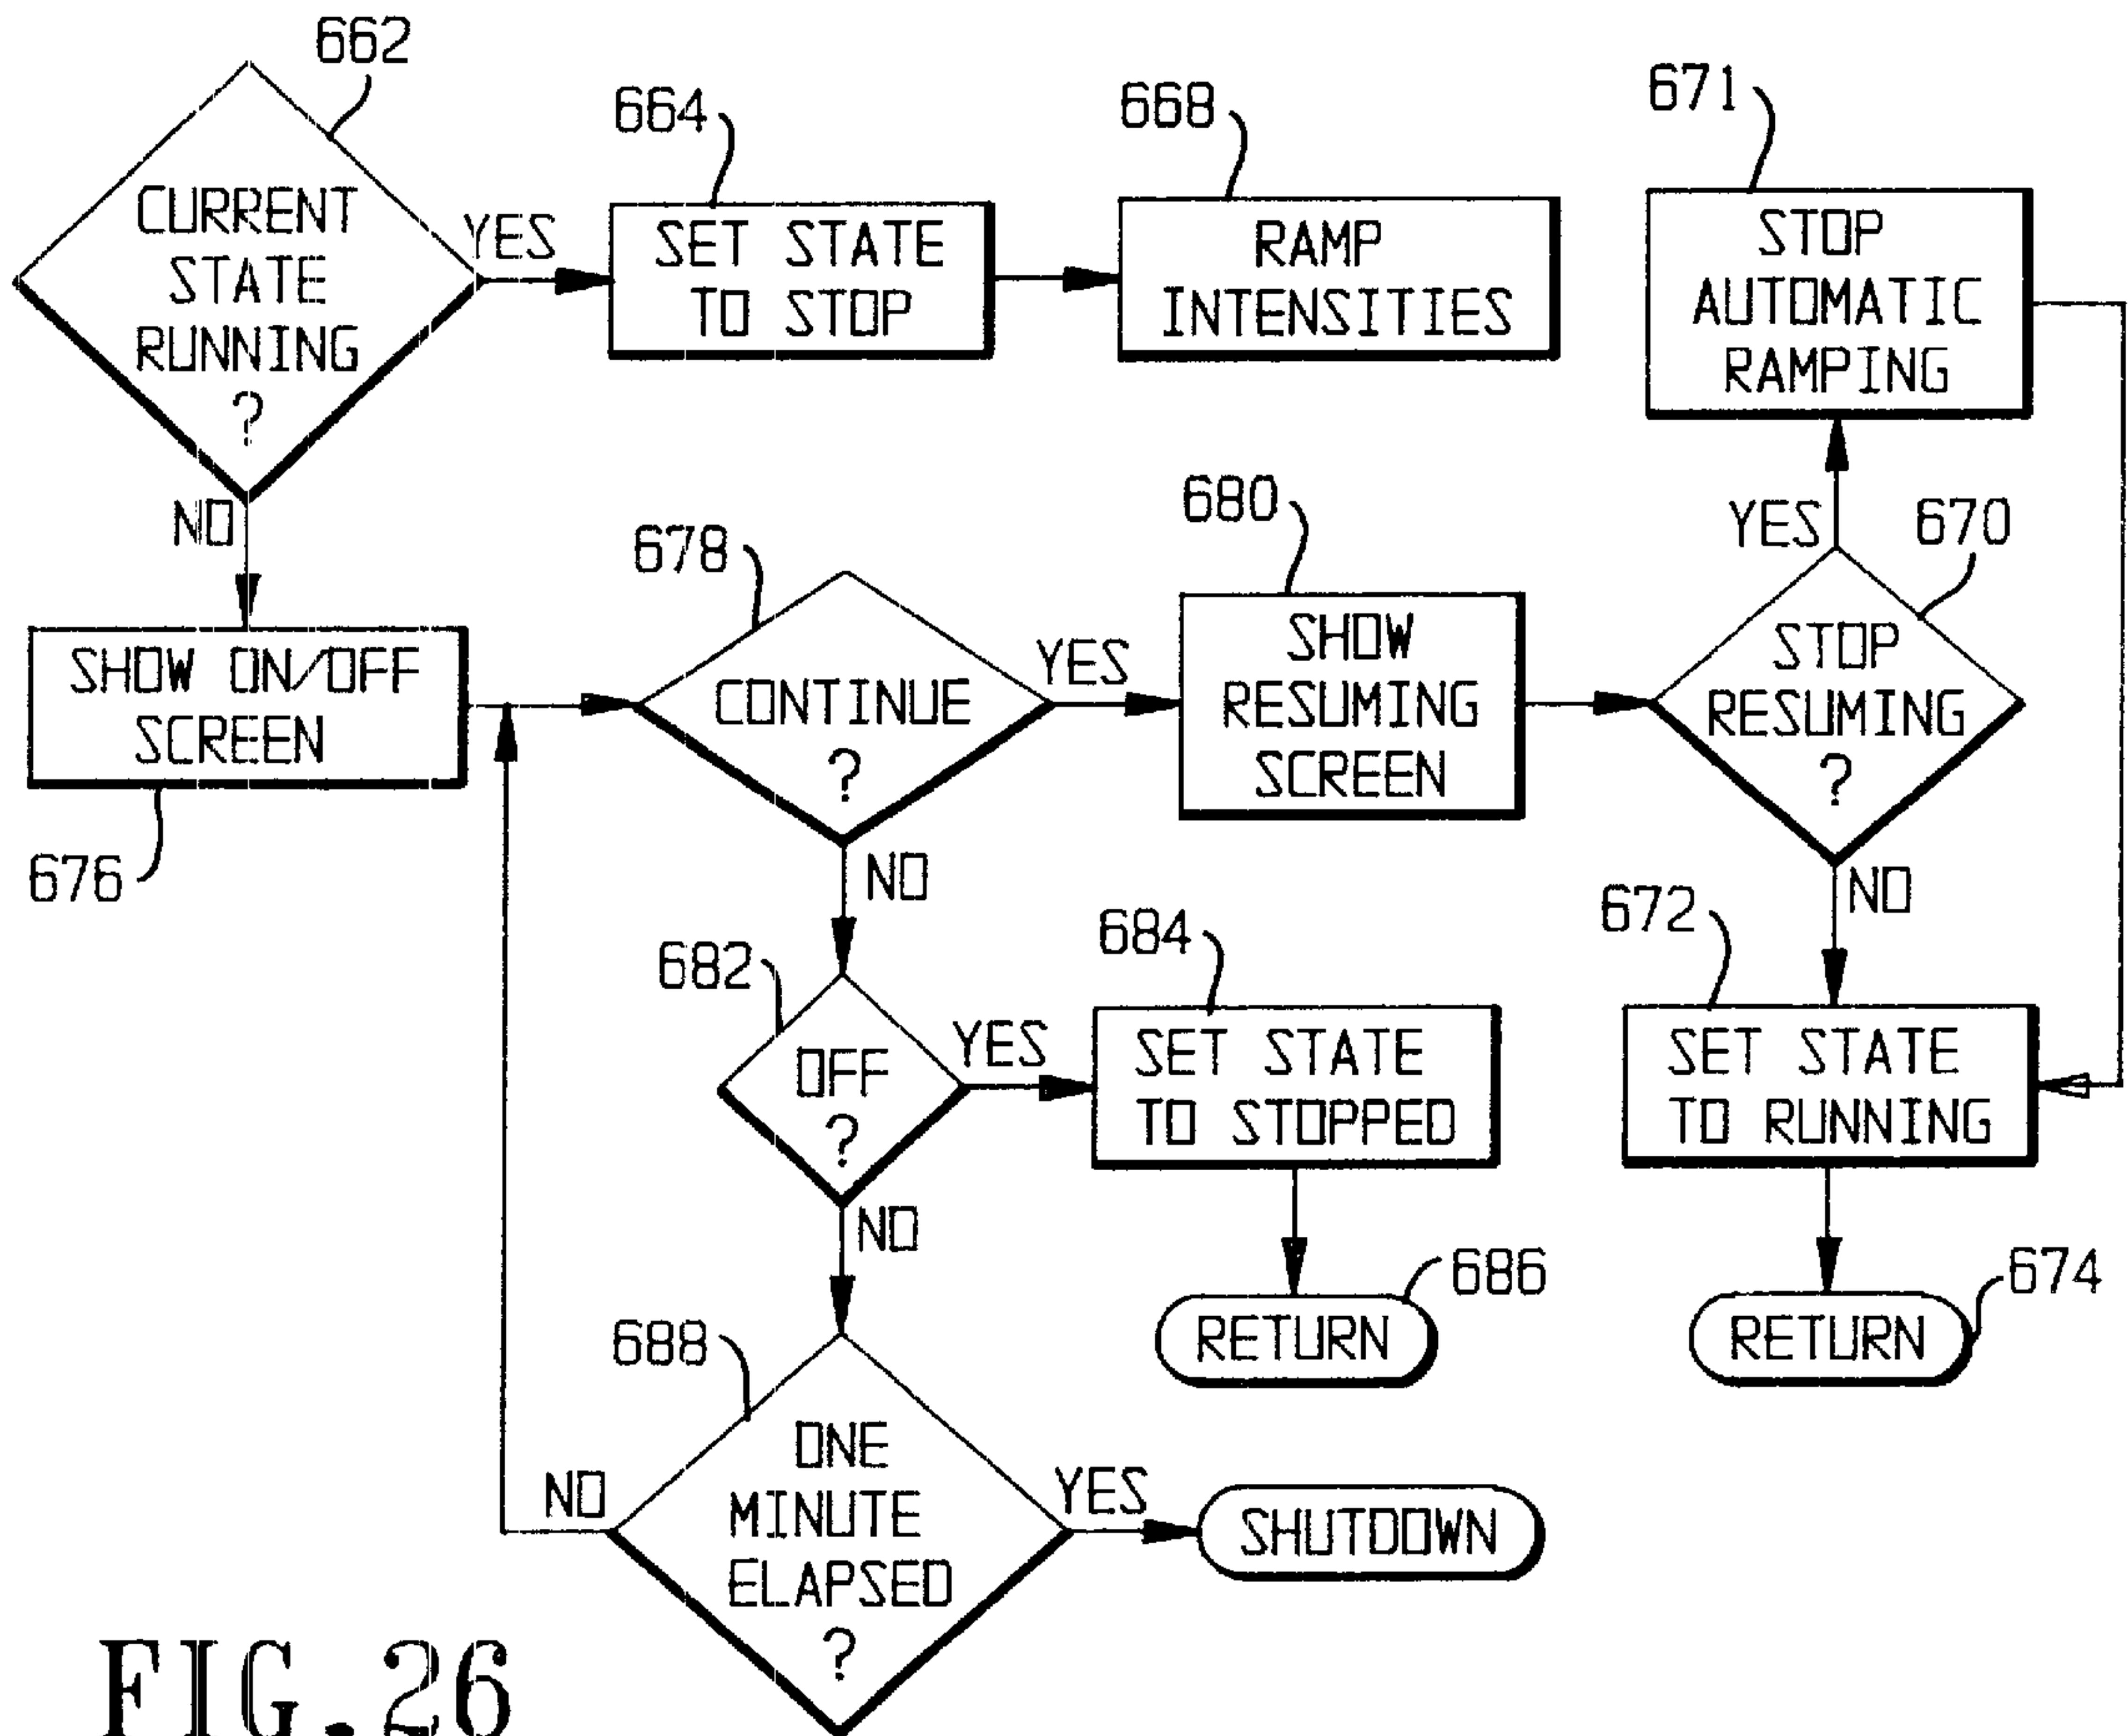 662
CURRENT
STATE
RUNNING
?
YES
NO
664
SET STATE
TO STOP
668
RAMP
INTENSITIES
671
STOP
AUTOMATIC
RAMPING
SHOW ON/OFF
SCREEN
676
678
CONTINUE
?
YES
NO
680
SHOW
RESUMING
SCREEN
YES
670
STOP
RESUMING
?
NO
682
OFF
?
YES
NO
684
SET STATE
TO STOPPED
672
SET STATE
TO RUNNING
RETURN
686
RETURN
674
688
ONE
MINUTE
ELAPSED
?
NO
YES
SHUTDOWN
FIG.26